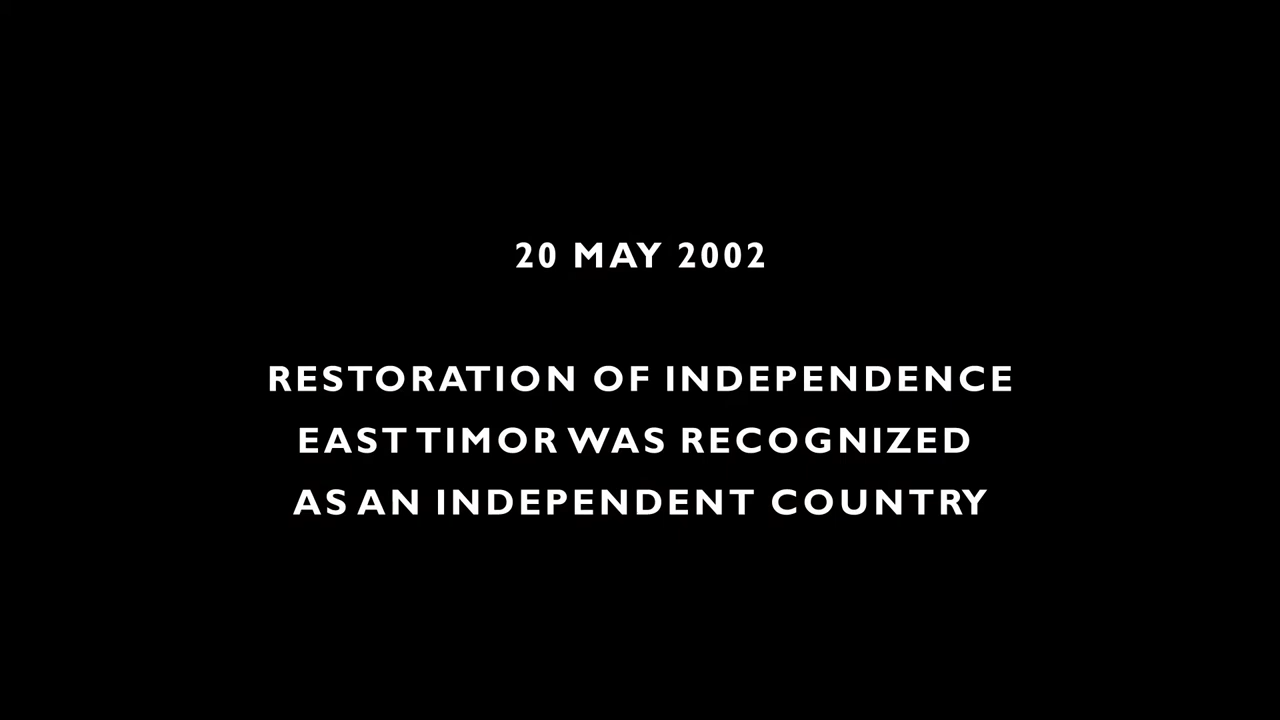 20 MAY 2002
RESTORATION OF INDEPENDENCE
EAST TIMOR WAS RECOGNIZED
AS AN INDEPENDENT COUNTRY